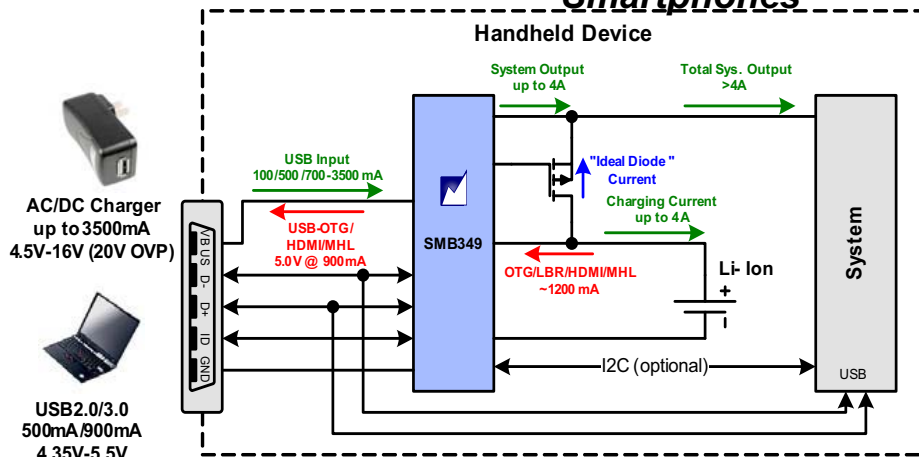 Smartphones
Handheld Device
System Output
up to 4A
Total Sys. Output
>4A
USB Input
100/500/700-3500 mA
"Ideal Diode"
Current
Charging Current
up to 4A
AC/DC Charger
up to 3500mA
4.5V-16V (20V OVP)
USB-OTG/
HDMI/MHL
5.0V @ 900mA
SMB349
OTG/LBR/HDMI/MHL
~1200 mA
Li-Ion
+
System
VBUS
D-
D+
ID
GND
I2C (optional)
USB
USB2.0/3.0
500mA/900mA
4.35V-5.5V